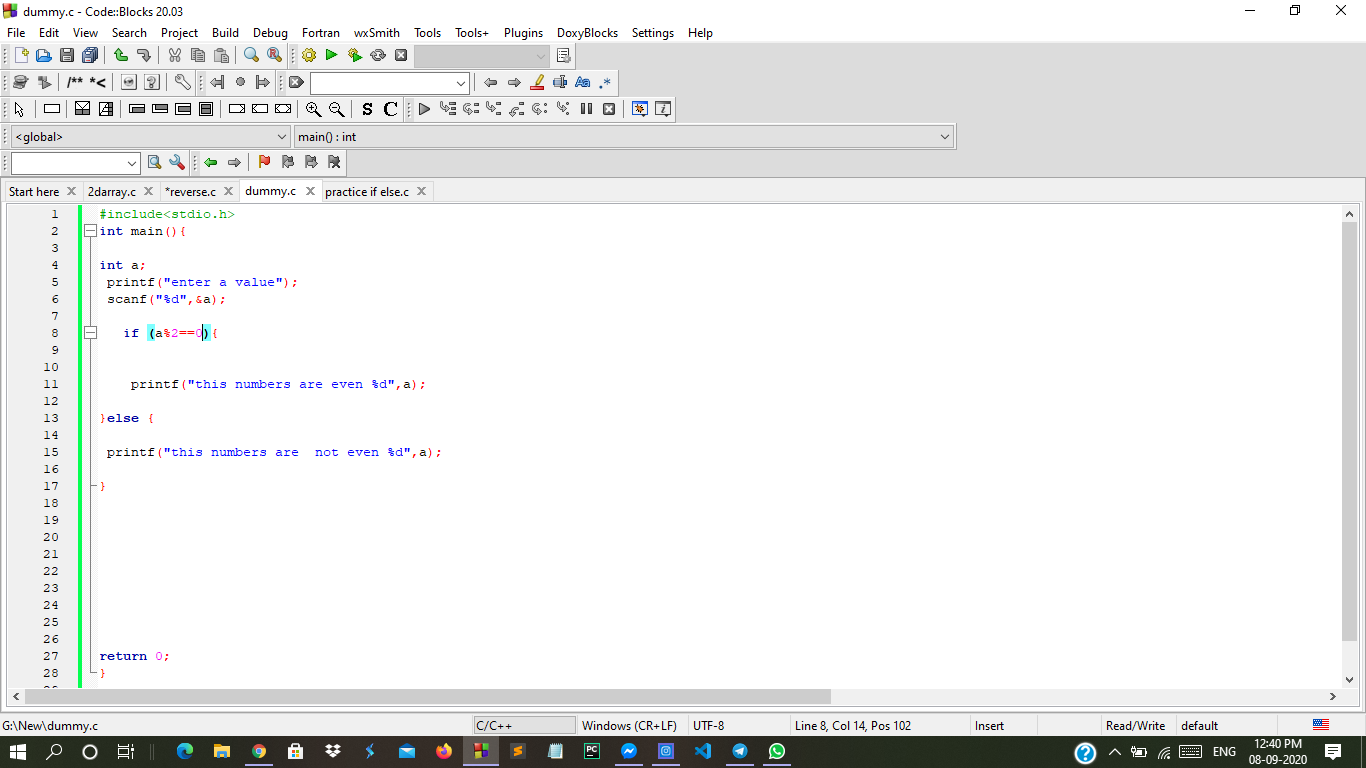 dummy.c - Code::Blocks 20.03
File Edit View Search Project Build Debug Fortran wxSmith Tools Tools+ Plugins DoxyBlocks Settings Help
/** *<
Aa .*
S C
<global> main() : int
Start here 2darray.c *reverse.c dummy.c practice if else.c
1 #include<stdio.h>
2 int main(){
3
4 int a;
5 printf("enter a value");
6 scanf("%d",&a);
7
8 if (a%2==0){
9
10
11 printf("this numbers are even %d",a);
12
13 }else {
14
15 printf("this numbers are  not even %d",a);
16
17 }
18
19
20
21
22
23
24
25
26
27 return 0;
28 }
G:\New\dummy.c C/C++ Windows (CR+LF) UTF-8 Line 8, Col 14, Pos 102 Insert Read/Write default
PC ENG 12:40 PM
08-09-2020